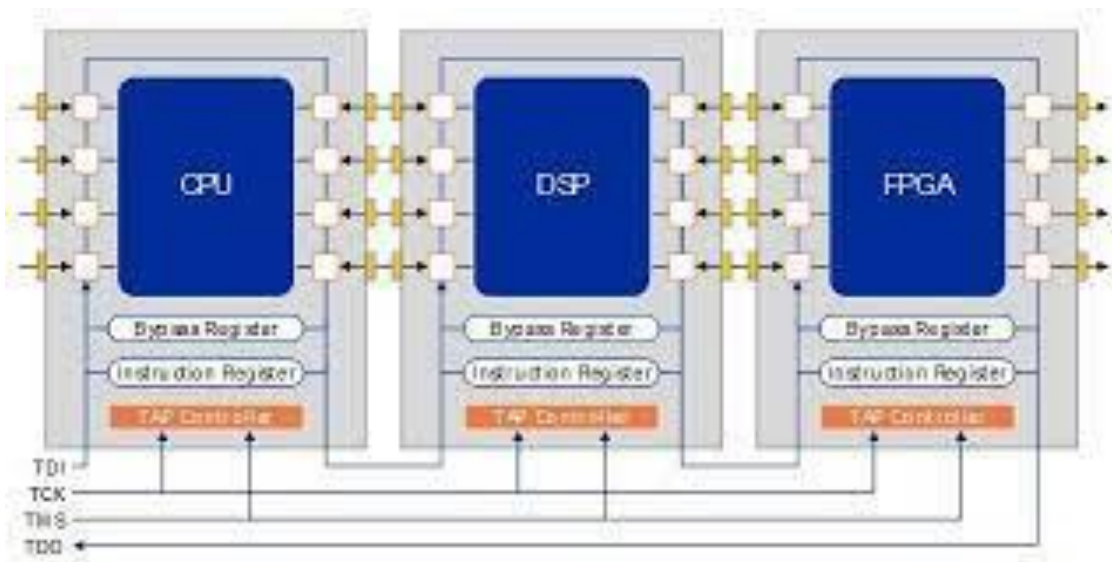 CPU
DSP
FPGA
Bypass Register
Bypass Register
Bypass Register
Instruction Register
Instruction Register
Instruction Register
TAP Controller
TAP Controller
TAP Controller
TDI
TCK
TMS
TDO